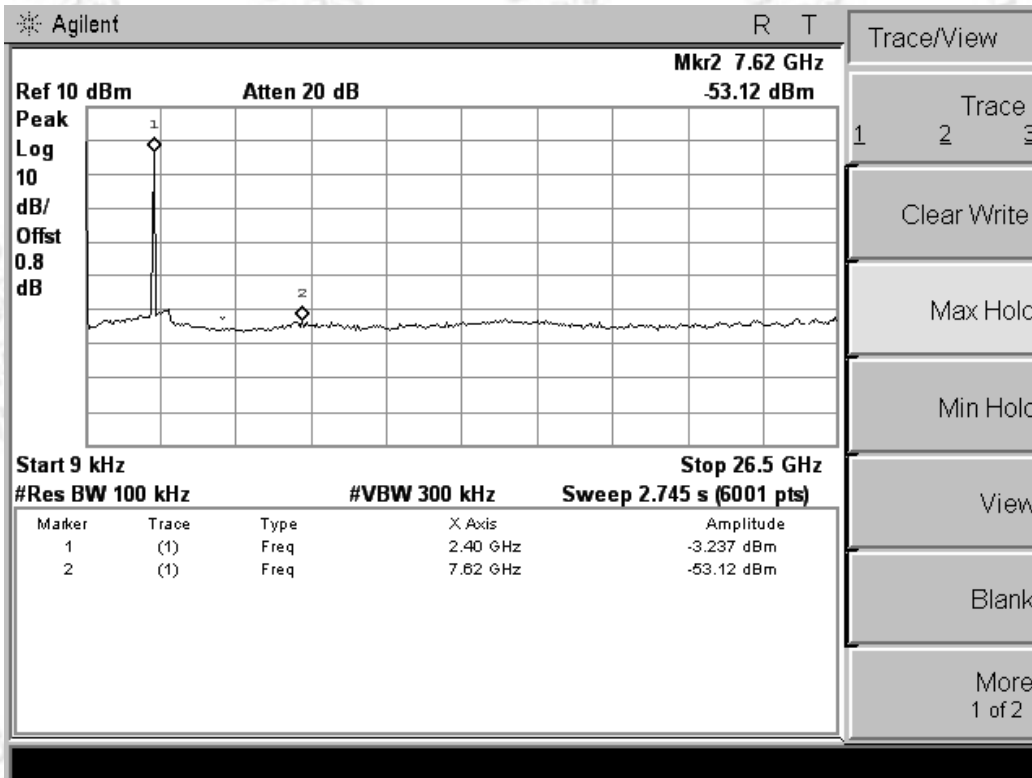 Agilent R T
Mkr2 7.62 GHz
Ref 10 dBm Atten 20 dB -53.12 dBm
Peak
Log
10
dB/
Offst
0.8
dB
1
2
Start 9 kHz Stop 26.5 GHz
#Res BW 100 kHz #VBW 300 kHz Sweep 2.745 s (6001 pts)
Marker Trace Type X Axis Amplitude
1 (1) Freq 2.40 GHz -3.237 dBm
2 (1) Freq 7.62 GHz -53.12 dBm
Trace/View
Trace
1 2 3
Clear Write
Max Hold
Min Hold
View
Blank
More
1 of 2